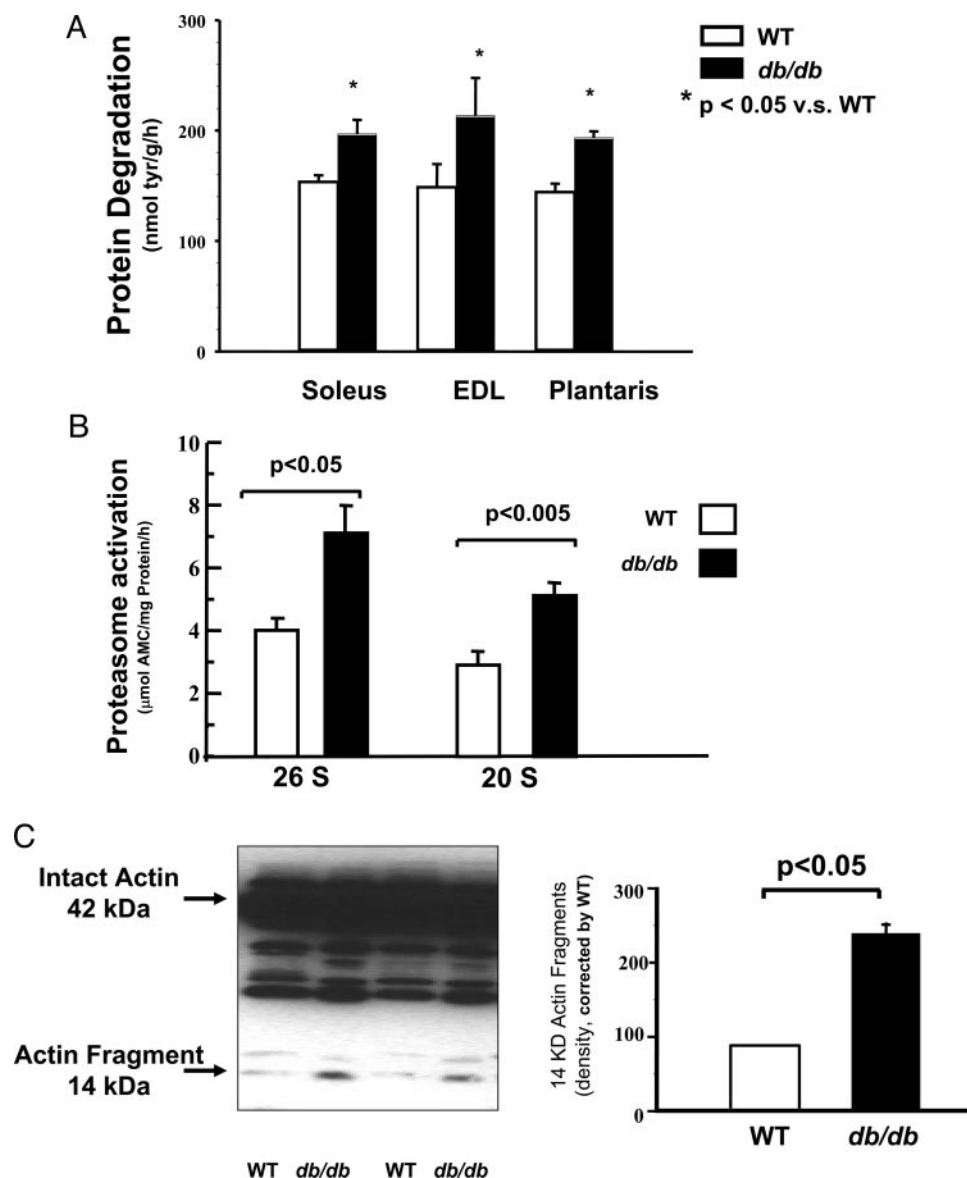 A
Protein Degradation
(nmol tyr/g/h)
300
200
100
0
*
*
*
WT
db/db
* p < 0.05 v.s. WT
Soleus
EDL
Plantaris
B
Proteasome activation
(μmol AMC/mg Protein/h)
10
8
6
4
2
0
p<0.05
p<0.005
WT
db/db
26 S
20 S
C
Intact Actin
42 kDa
Actin Fragment
14 kDa
WT db/db WT db/db
14 KD Actin Fragments
(density, corrected by WT)
300
200
100
0
p<0.05
WT
db/db